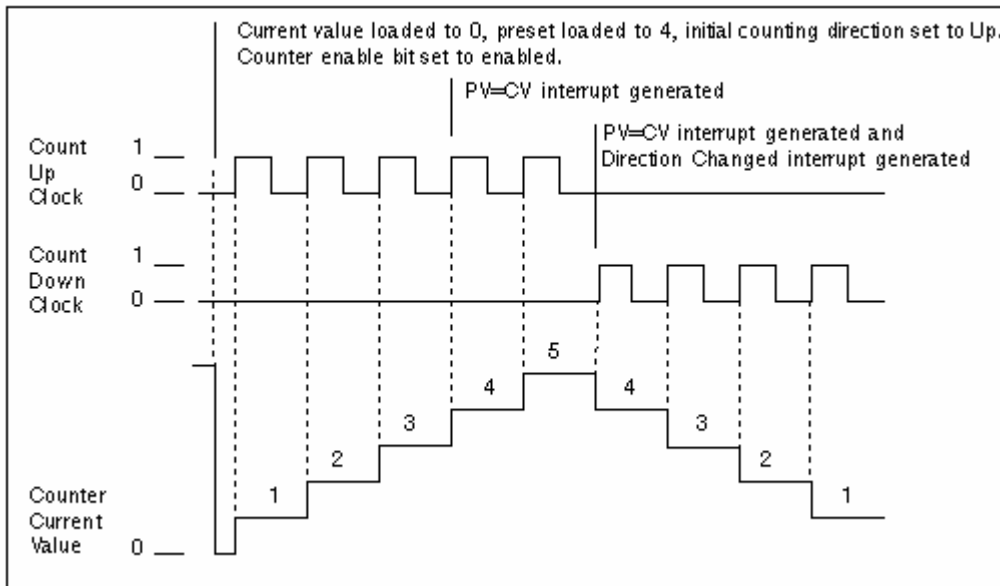 Current value loaded to 0, preset loaded to 4, initial counting direction set to Up.
Counter enable bit set to enabled.
PV=CV interrupt generated
PV=CV interrupt generated and
Direction Changed interrupt generated
Count 1
Up
Clock 0
Count 1
Down
Clock 0
5
4 4
3 3
2 2
1 1
Counter
Current
Value 0